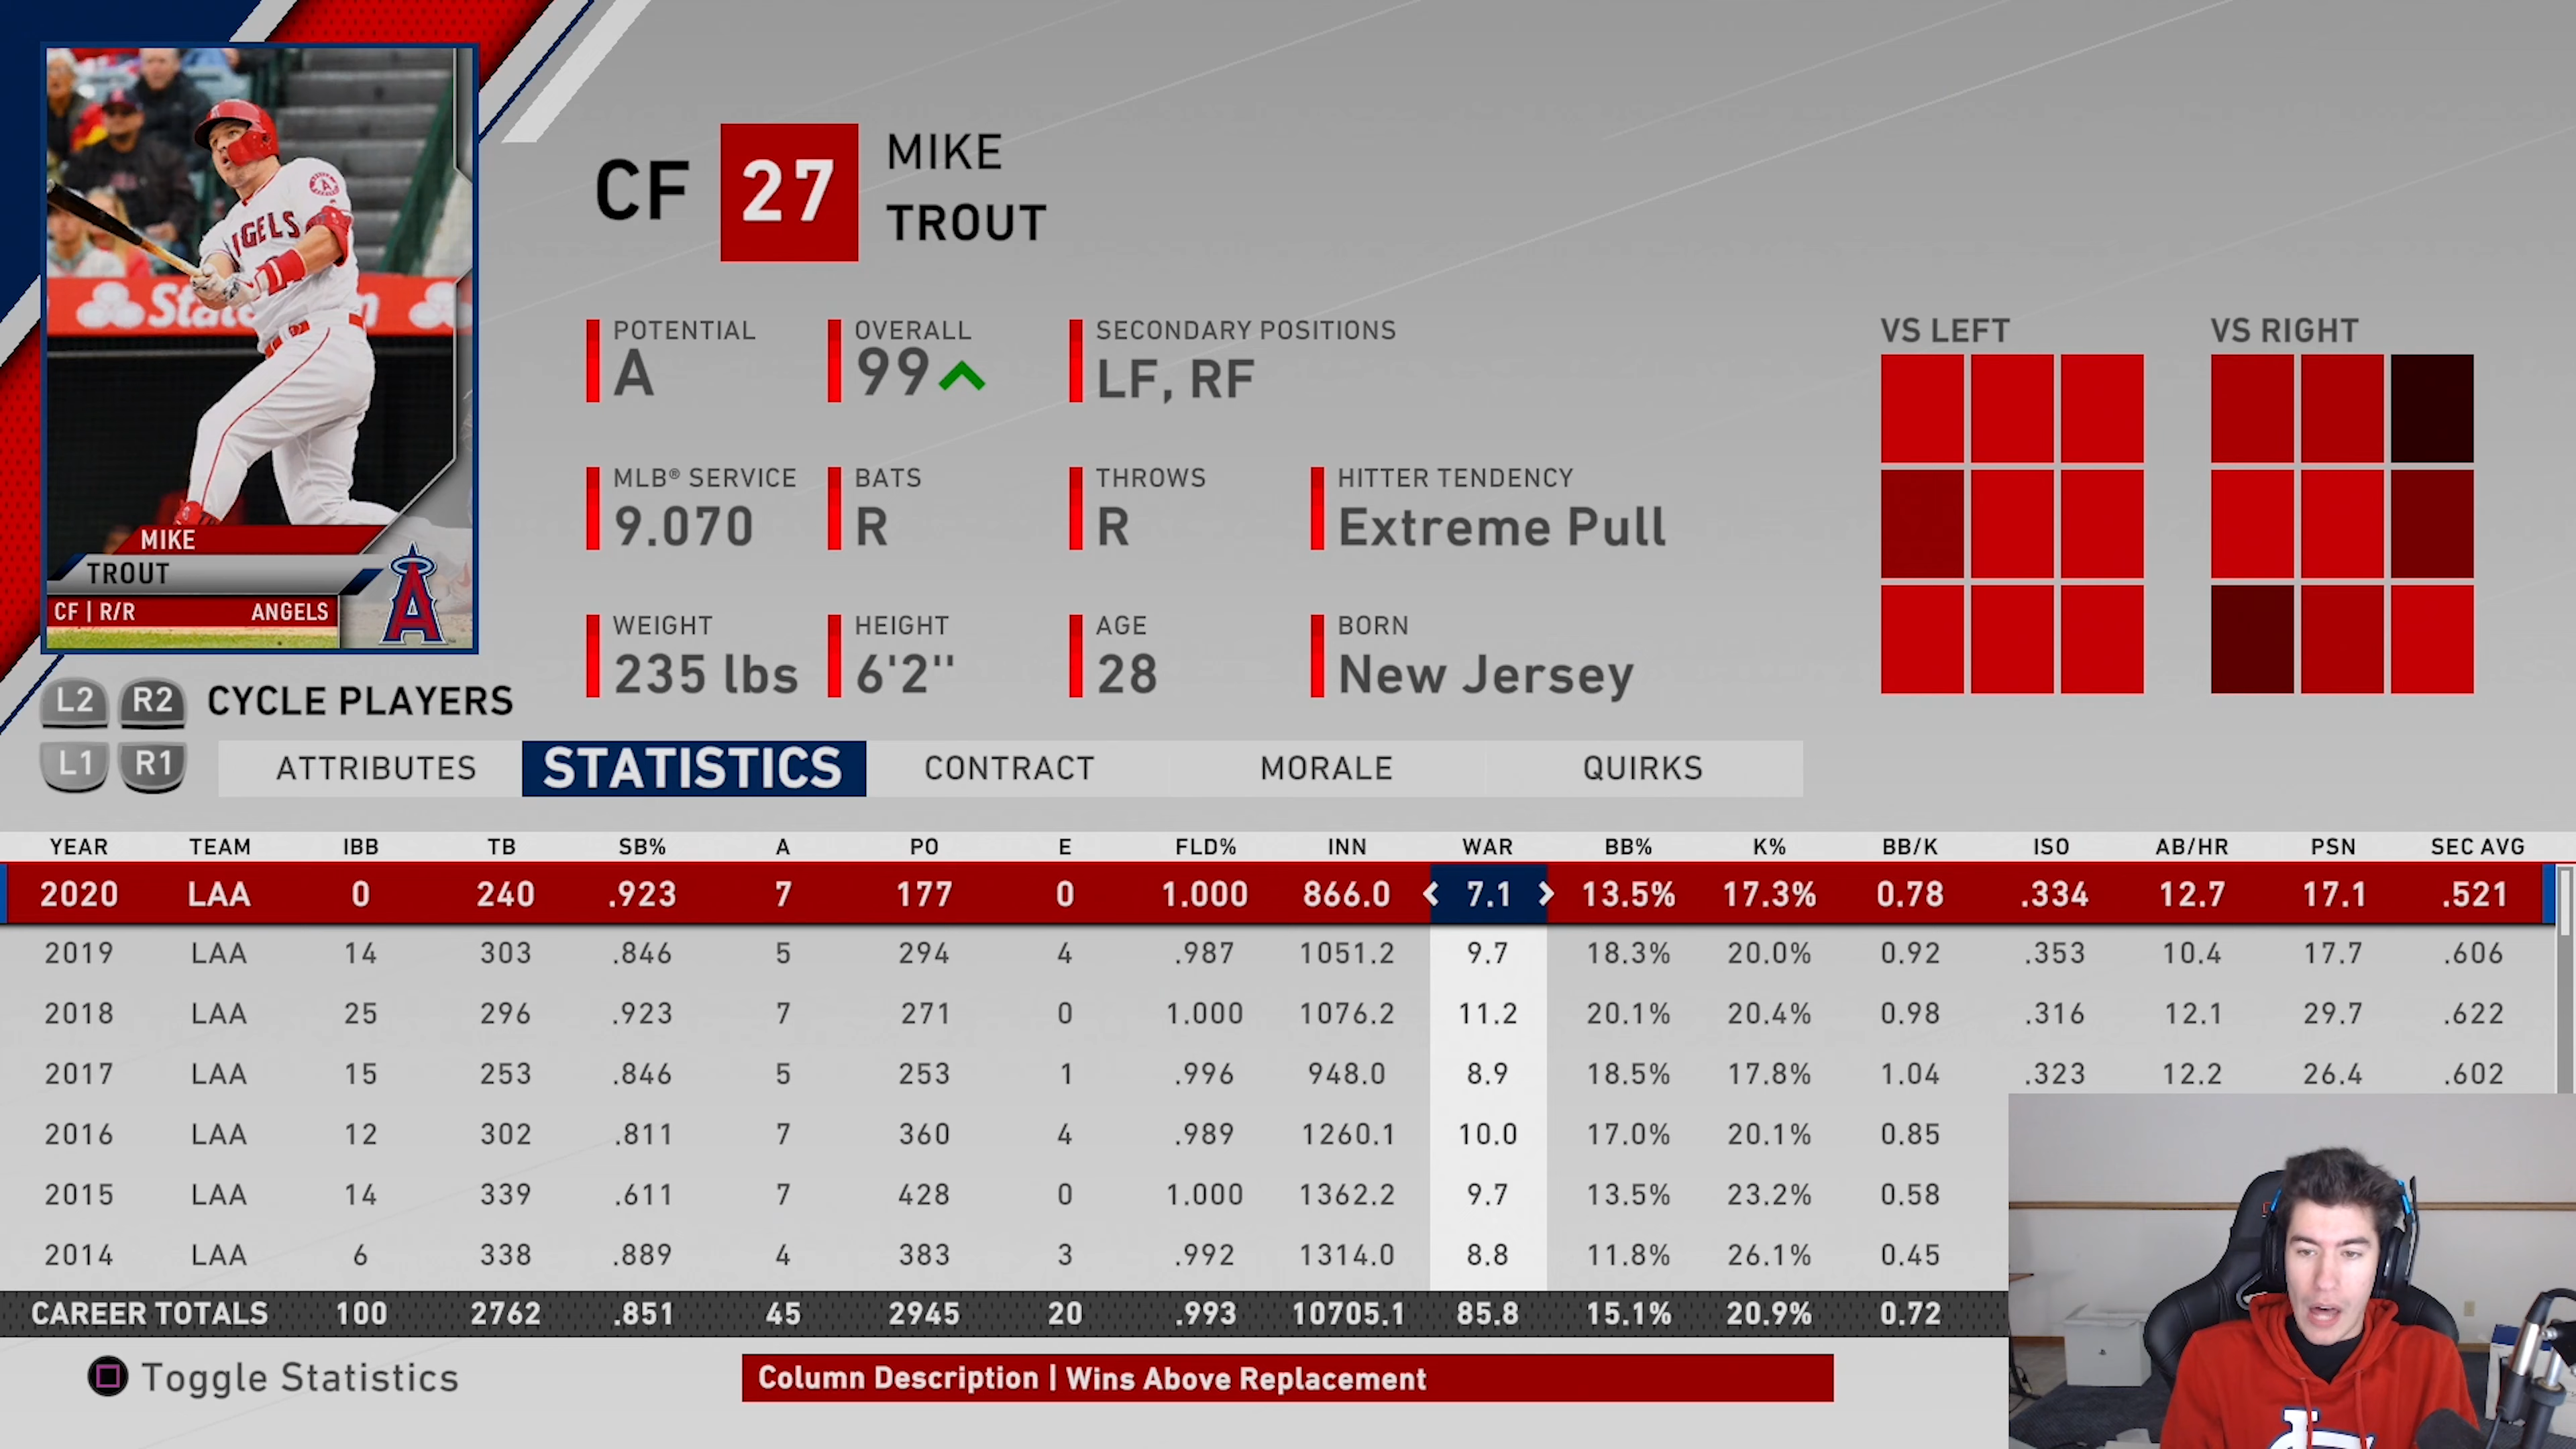 CF 27 MIKE
TROUT
ANGELS
State
MIKE
TROUT
CF | R/R ANGELS
A
POTENTIAL OVERALL SECONDARY POSITIONS
A 99 LF, RF
MLB® SERVICE BATS THROWS HITTER TENDENCY
9.070 R R Extreme Pull
WEIGHT HEIGHT AGE BORN
235 lbs 6'2'' 28 New Jersey
VS LEFT VS RIGHT
L2 R2 CYCLE PLAYERS
L1 R1 ATTRIBUTES STATISTICS CONTRACT MORALE QUIRKS
YEAR TEAM IBB TB SB% A PO E FLD% INN WAR BB% K% BB/K ISO AB/HR PSN SEC AVG
2020 LAA 0 240 .923 7 177 0 1.000 866.0 < 7.1 > 13.5% 17.3% 0.78 .334 12.7 17.1 .521
2019 LAA 14 303 .846 5 294 4 .987 1051.2 9.7 18.3% 20.0% 0.92 .353 10.4 17.7 .606
2018 LAA 25 296 .923 7 271 0 1.000 1076.2 11.2 20.1% 20.4% 0.98 .316 12.1 29.7 .622
2017 LAA 15 253 .846 5 253 1 .996 948.0 8.9 18.5% 17.8% 1.04 .323 12.2 26.4 .602
2016 LAA 12 302 .811 7 360 4 .989 1260.1 10.0 17.0% 20.1% 0.85
2015 LAA 14 339 .611 7 428 0 1.000 1362.2 9.7 13.5% 23.2% 0.58
2014 LAA 6 338 .889 4 383 3 .992 1314.0 8.8 11.8% 26.1% 0.45
CAREER TOTALS 100 2762 .851 45 2945 20 .993 10705.1 85.8 15.1% 20.9% 0.72
Toggle Statistics
Column Description | Wins Above Replacement